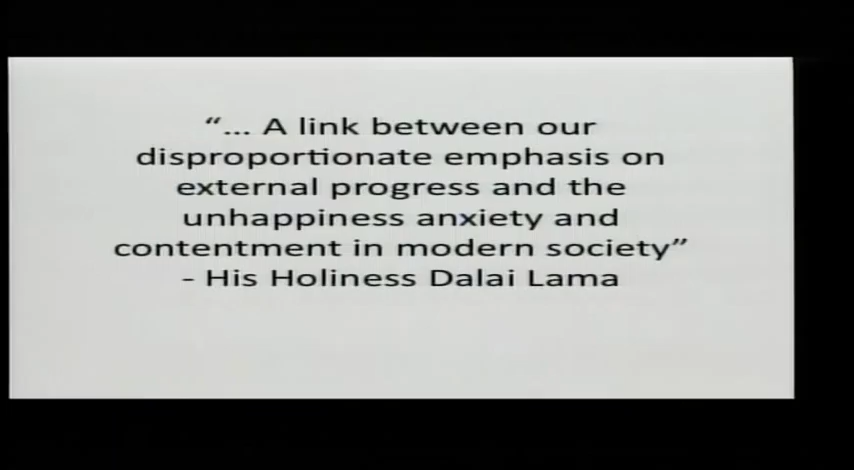 “... A link between our
disproportionate emphasis on
external progress and the
unhappiness anxiety and
contentment in modern society”
- His Holiness Dalai Lama